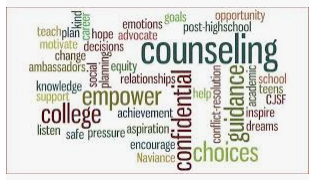 kind
career
emotions
goals
opportunity
teach
plan
hope
advocate
post-highschool
motivate
decisions
counseling
change
ambassadors
social
planning
equity
relationships
confidential
conflict-resolution
guidance
academic
school
teens
CJSF
knowledge
support
empower
help
inspire
dreams
college
achievement
listen
safe
pressure
aspiration
encourage
Naviance
choices